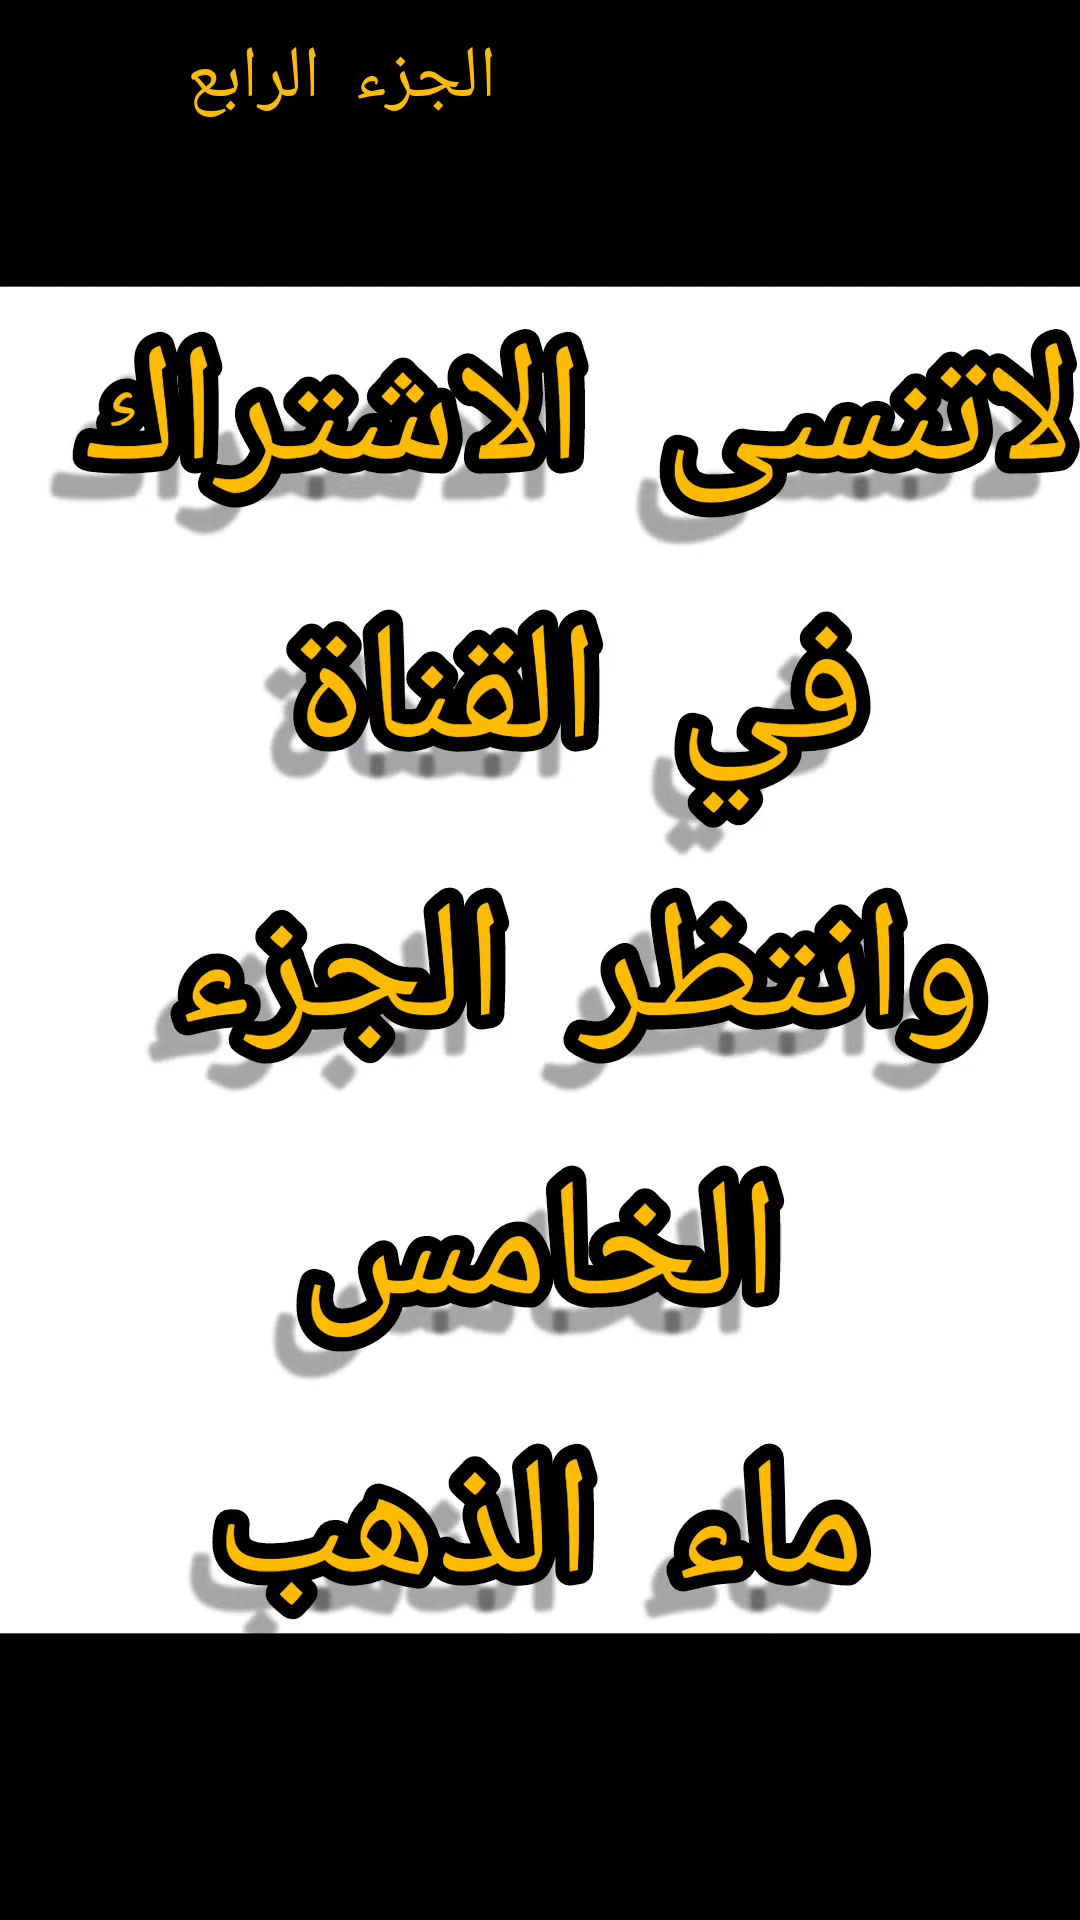 الجزء الرابع
لاتنسى الاشتراك
في القناة
وانتظر الجزء
الخامس
ماء الذهب